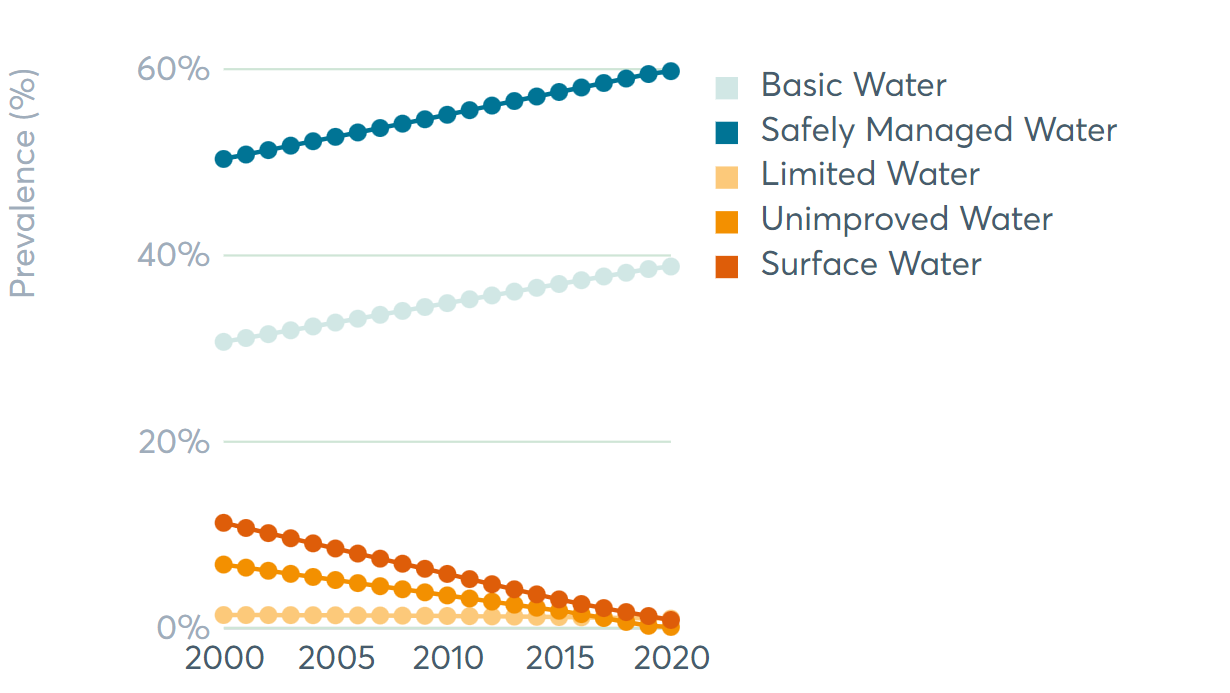 Prevalence (%)
60%
40%
20%
0%
2000 2005 2010 2015 2020
Basic Water
Safely Managed Water
Limited Water
Unimproved Water
Surface Water